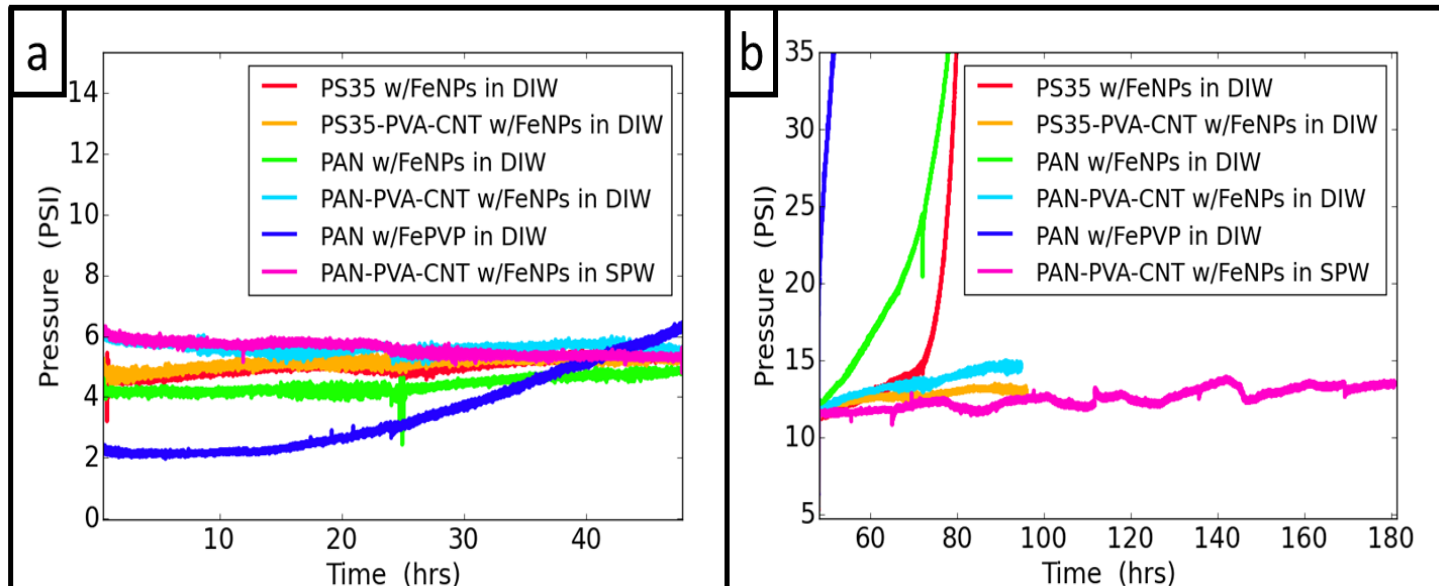 a
14
12
10
8
6
4
2
0
Pressure (PSI)
PS35 w/FeNPs in DIW
PS35-PVA-CNT w/FeNPs in DIW
PAN w/FeNPs in DIW
PAN-PVA-CNT w/FeNPs in DIW
PAN w/FePVP in DIW
PAN-PVA-CNT w/FeNPs in SPW
10 20 30 40
Time (hrs)
b
35
30
25
20
15
10
5
Pressure (PSI)
PS35 w/FeNPs in DIW
PS35-PVA-CNT w/FeNPs in DIW
PAN w/FeNPs in DIW
PAN-PVA-CNT w/FeNPs in DIW
PAN w/FePVP in DIW
PAN-PVA-CNT w/FeNPs in SPW
60 80 100 120 140 160 180
Time (hrs)